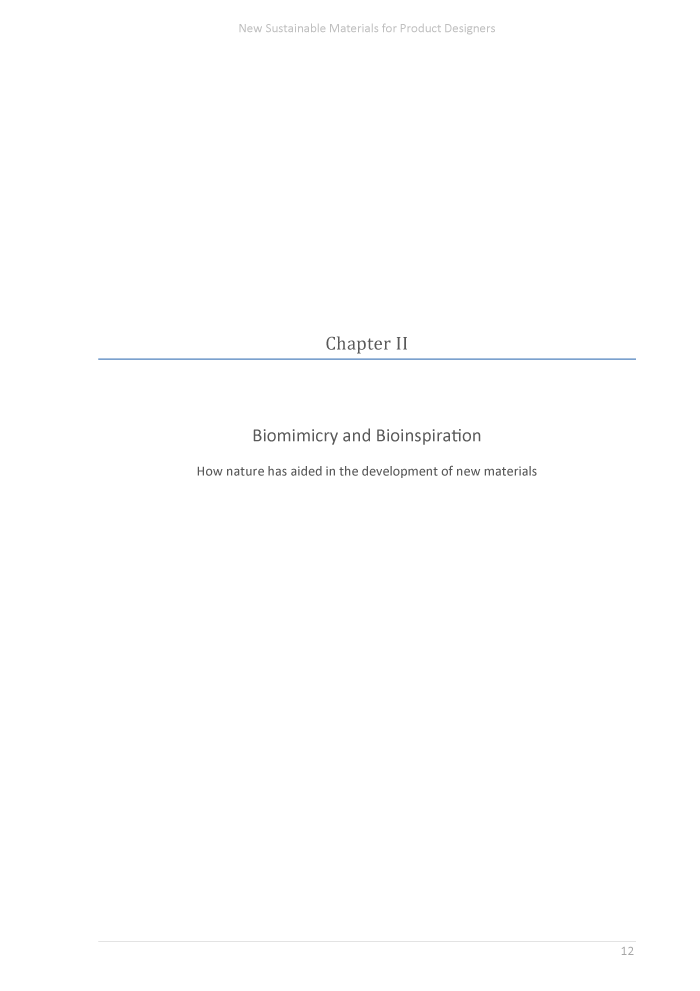 New Sustainable Materials for Product Designers
Chapter II
Biomimicry and Bioinspiration
How nature has aided in the development of new materials
12